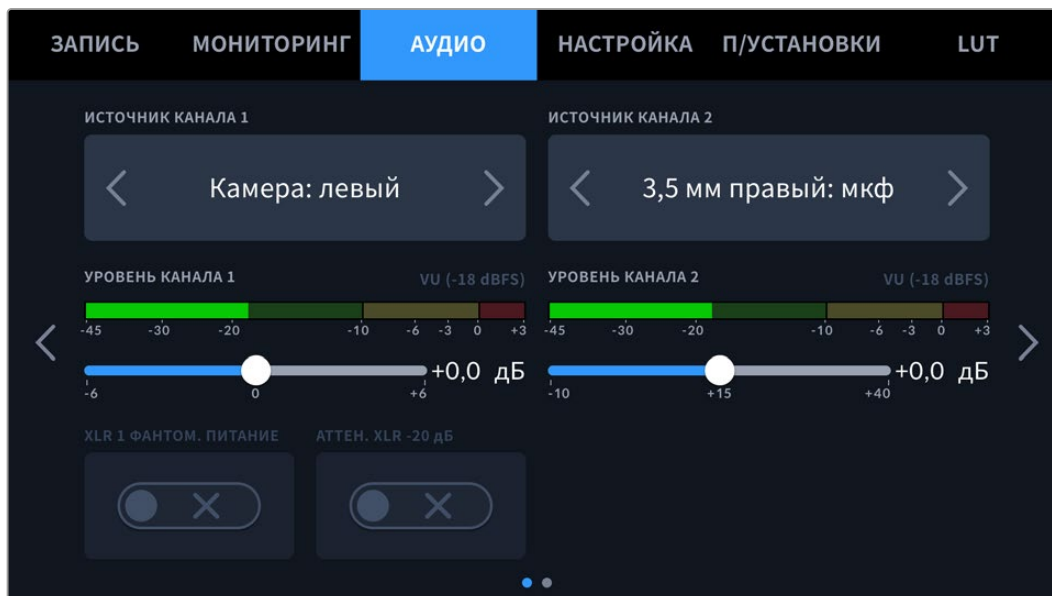 ЗАПИСЬ МОНИТОРИНГ АУДИО НАСТРОЙКА П/УСТАНОВКИ LUT
ИСТОЧНИК КАНАЛА 1 ИСТОЧНИК КАНАЛА 2
Камера: левый 3,5 мм правый: мкф
УРОВЕНЬ КАНАЛА 1 VU (-18 dBFS) УРОВЕНЬ КАНАЛА 2 VU (-18 dBFS)
-45 -30 -20 -10 -6 -3 0 +3 -45 -30 -20 -10 -6 -3 0 +3
+0,0 дБ +0,0 дБ
-6 0 +6 -10 +15 +40
XLR 1 ФАНТОМ. ПИТАНИЕ АТТЕН. XLR -20 дБ